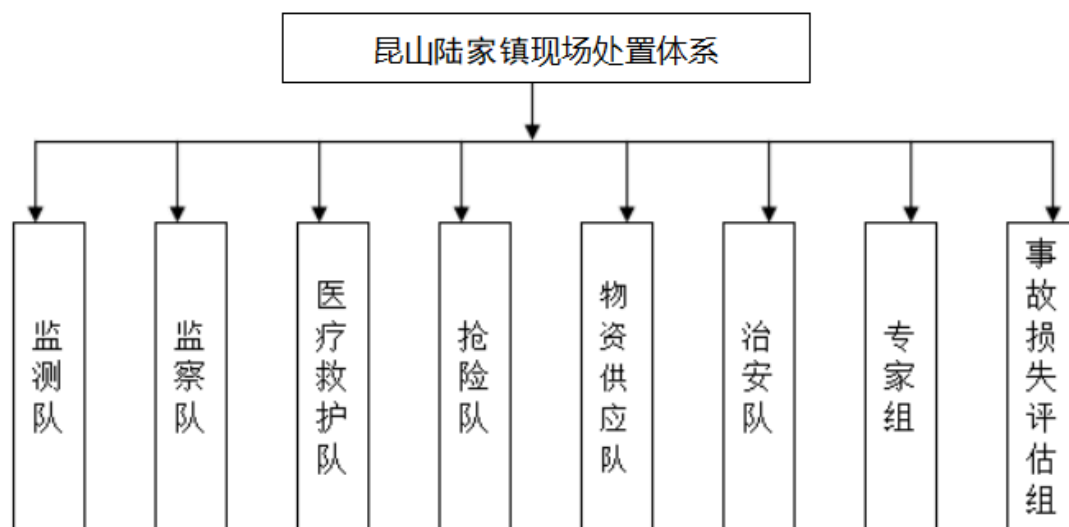 昆山陆家镇现场处置体系
监测队
监察队
医疗救护队
抢险队
物资供应队
治安队
专家组
事故损失评估组